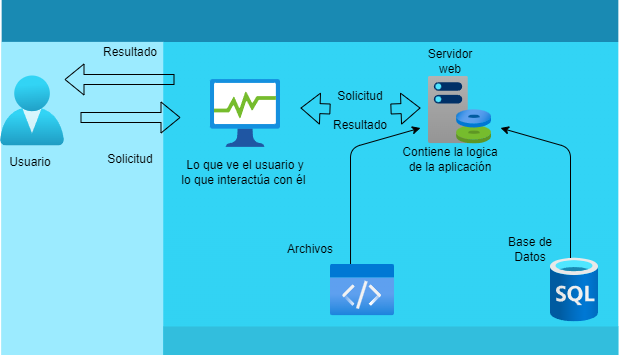 Resultado
Usuario
Solicitud
Lo que ve el usuario y
lo que interactúa con él
Solicitud
Resultado
Servidor
web
Contiene la logica
de la aplicación
Archivos
</>
Base de
Datos
SQL